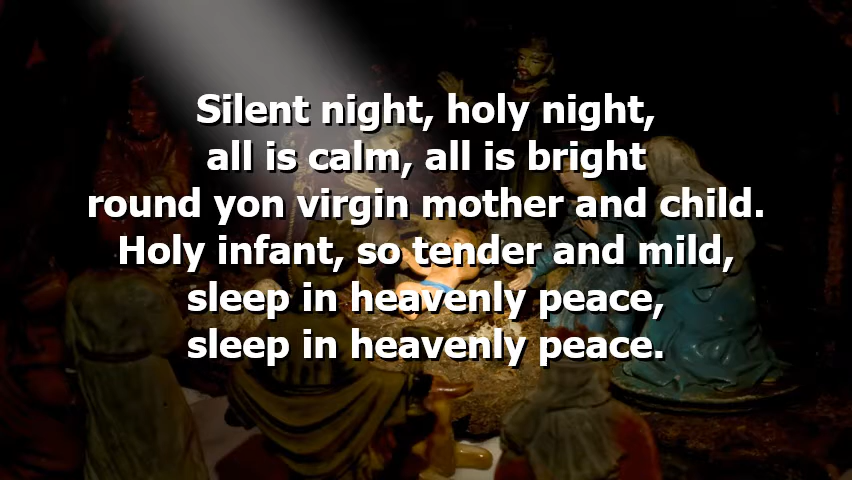 Silent night, holy night,
all is calm, all is bright
round yon virgin mother and child.
Holy infant, so tender and mild,
sleep in heavenly peace,
sleep in heavenly peace.